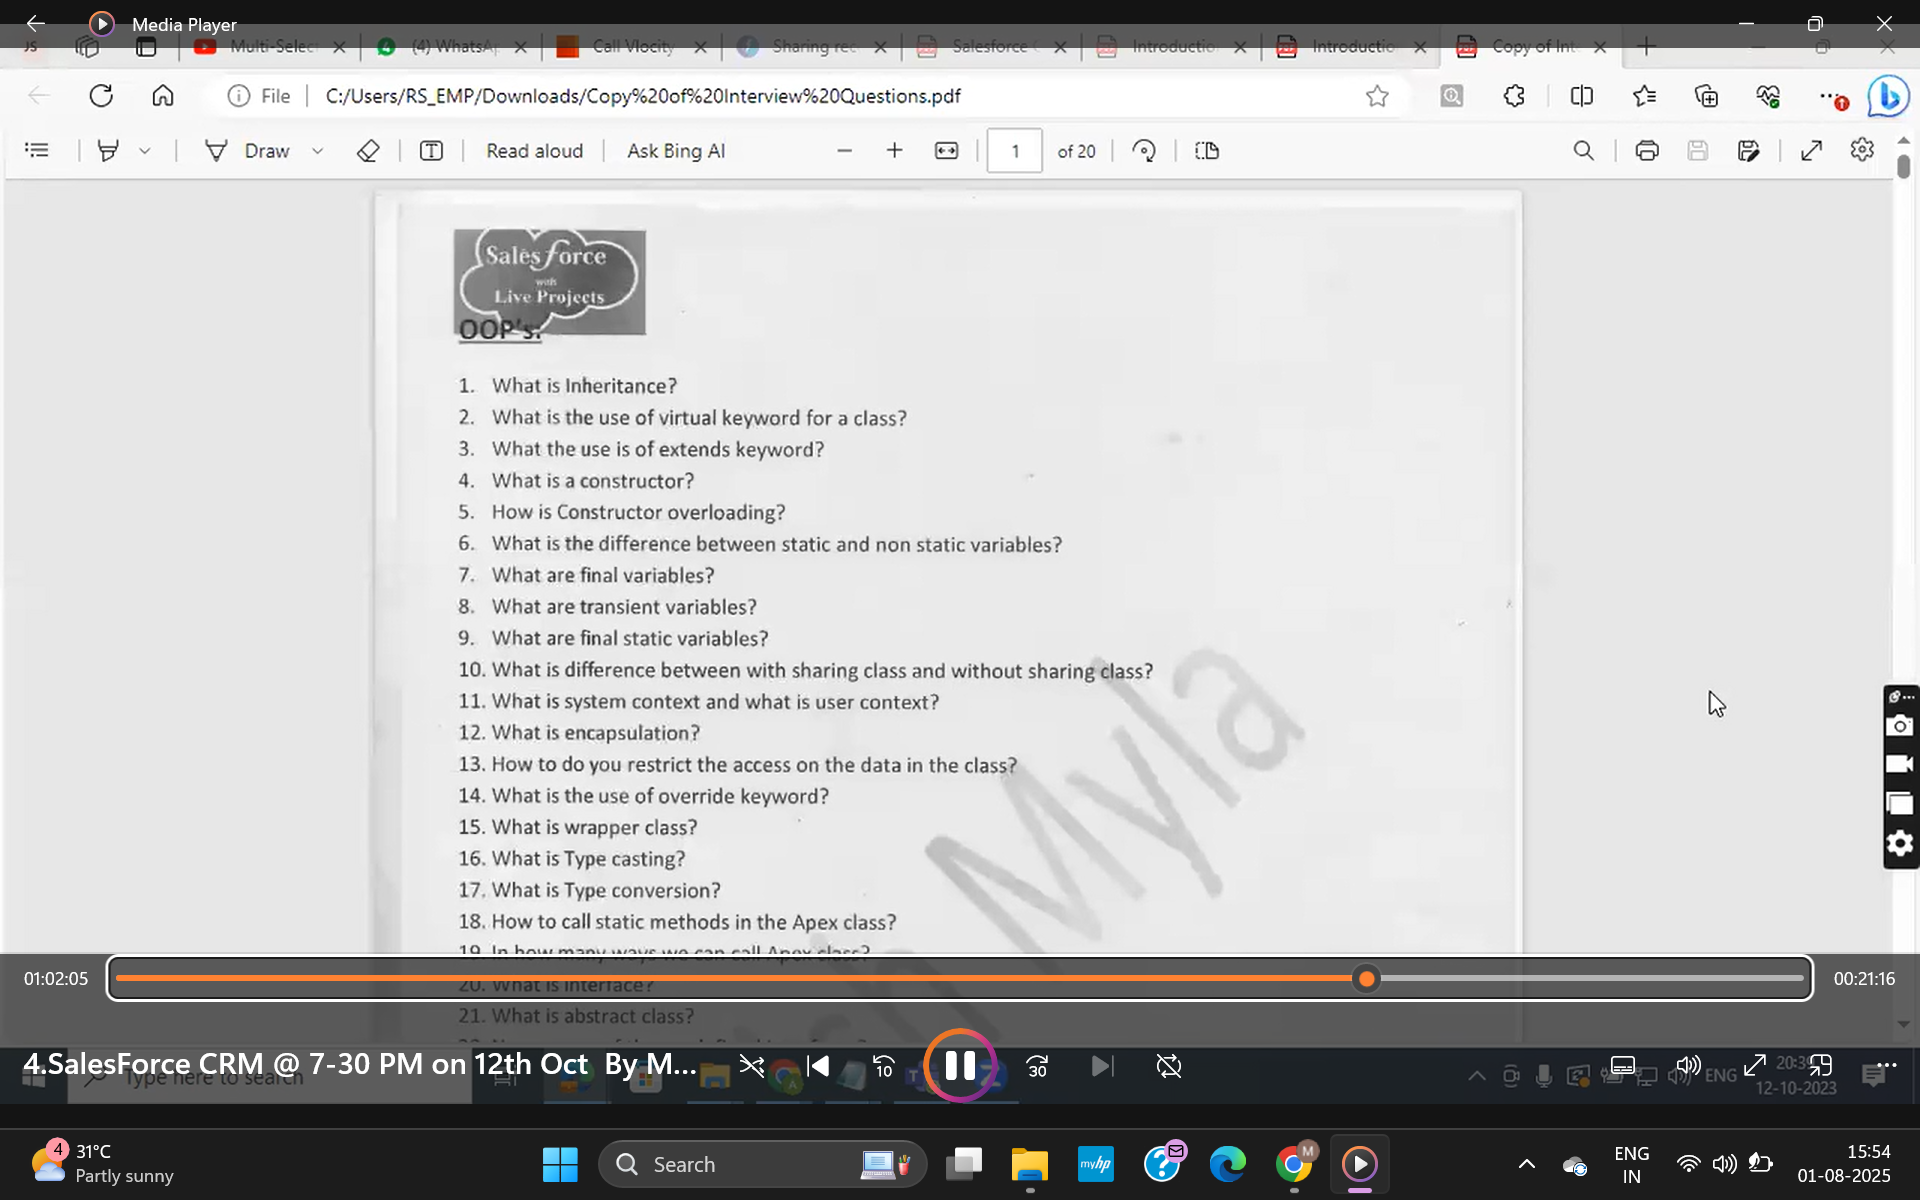 Media Player
JS
Multi-Selec
(4) WhatsA
Call Vlocity
Sharing rec
Salesforce
Introductio
Introductio
Copy of Int
File
C:/Users/RS_EMP/Downloads/Copy%20of%20Interview%20Questions.pdf
Draw
Read aloud
Ask Bing AI
1
of 20
Salesforce
with
Live Projects
OOP's:
1. What is Inheritance?
2. What is the use of virtual keyword for a class?
3. What the use is of extends keyword?
4. What is a constructor?
5. How is Constructor overloading?
6. What is the difference between static and non static variables?
7. What are final variables?
8. What are transient variables?
9. What are final static variables?
10. What is difference between with sharing class and without sharing class?
11. What is system context and what is user context?
12. What is encapsulation?
13. How to do you restrict the access on the data in the class?
14. What is the use of override keyword?
15. What is wrapper class?
16. What is Type casting?
17. What is Type conversion?
18. How to call static methods in the Apex class?
19. In how many ways we can call Apex class?
20. What is interface?
21. What is abstract class?
Myla
01:02:05
00:21:16
4.SalesForce CRM @ 7-30 PM on 12th Oct By M...
10
30
Type here to search
ENG
20:39
12-10-2023
4
31°C
Partly sunny
Search
myhp
M
ENG
IN
15:54
01-08-2025